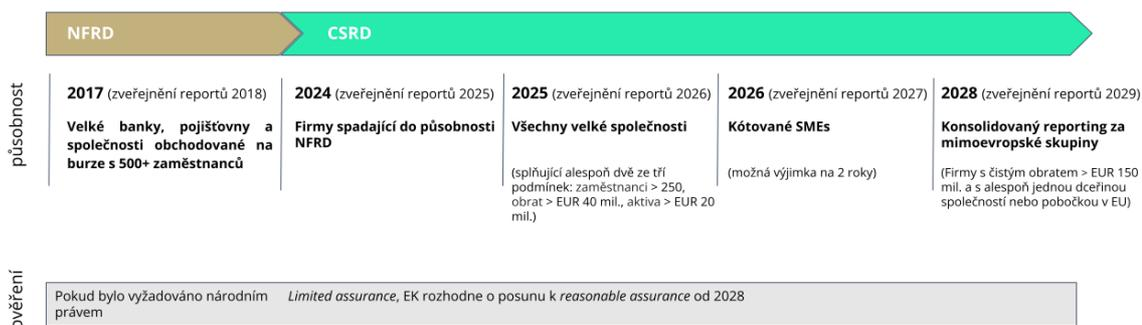 NFRD
CSRD
působnost
2017 (zveřejnění reportů 2018)
Velké banky, pojišťovny a
společnosti obchodované na
burze s 500+ zaměstnanců
2024 (zveřejnění reportů 2025)
Firmy spadající do působnosti
NFRD
2025 (zveřejnění reportů 2026)
Všechny velké společnosti
(splňující alespoň dvě ze tří
podmínek: zaměstnanci > 250,
obrat > EUR 40 mil., aktiva > EUR 20
mil.)
2026 (zveřejnění reportů 2027)
Kótované SMEs
(možná výjimka na 2 roky)
2028 (zveřejnění reportů 2029)
Konsolidovaný reporting za
mimoevropské skupiny
(Firmy s čistým obratem > EUR 150
mil. a s alespoň jednou dceřinou
společností nebo pobočkou v EU)
ověření
Pokud bylo vyžadováno národním
právem
Limited assurance, EK rozhodne o posunu k reasonable assurance od 2028